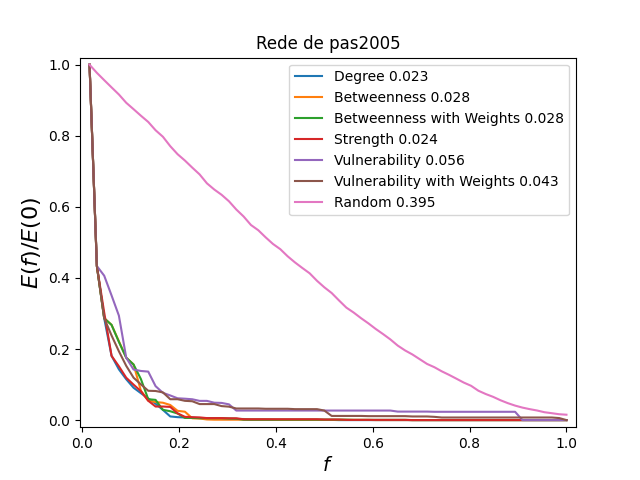 Rede de pas2005
E(f)/E(0)
1.0
0.8
0.6
0.4
0.2
0.0
Degree 0.023
Betweenness 0.028
Betweenness with Weights 0.028
Strength 0.024
Vulnerability 0.056
Vulnerability with Weights 0.043
Random 0.395
0.0 0.2 0.4 0.6 0.8 1.0
f